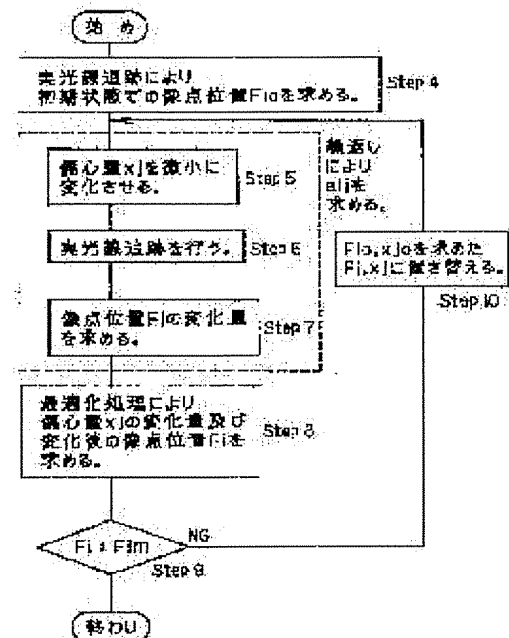 始め
実光線追跡により
初期状態での像点位置Fioを求める。
Step 4
繰返し
により
aijを
求める。
偏心量xjを微小に
変化させる。
Step 5
実光線追跡を行う。
Step 6
像点位置Fiの変化量
を求める。
Step 7
Fio,xjoを求めた
Fi,xjに置き替える。
Step 10
最適化処理により
偏心量xjの変化量及び
変化後の像点位置Fiを
求める。
Step 8
NG
Step 9
終わり